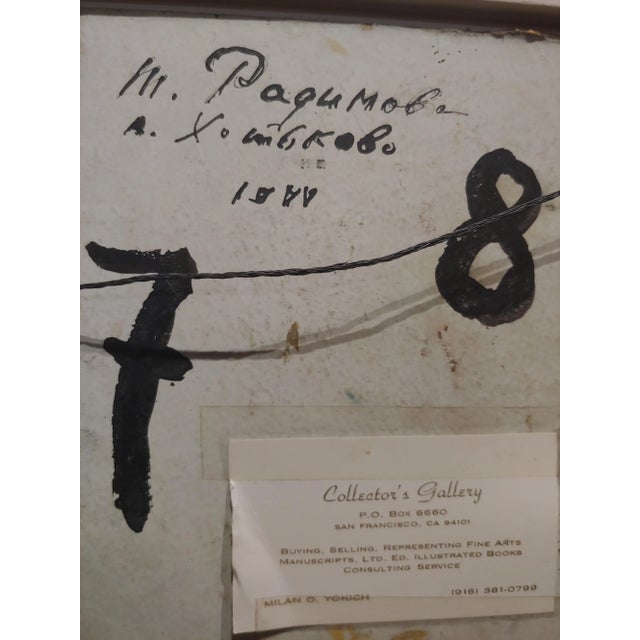 т. Радимова
п. Хотьково
7 8
Collector's Gallery
P.O. Box 6660
San Francisco, CA 94101
Buying, Selling, Representing Fine Arts
Manuscripts, Ltd. Ed. Illustrated Books
Consulting Service
Milan G. Yokich (916) 381-0799